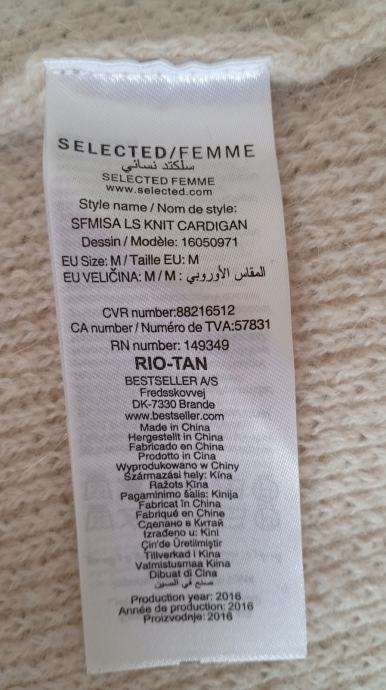 SELECTED/FEMME
سلكتد نسائي
SELECTED FEMME
www.selected.com
Style name / Nom de style:
SFMISA LS KNIT CARDIGAN
Dessin / Modèle: 16050971
EU Size: M / Taille EU: M
EU VELIČINA: M / M : المقاس الأوروبي
CVR number:88216512
CA number / Numéro de TVA:57831
RN number: 149349
RIO-TAN
BESTSELLER A/S
Fredsskovvej
DK-7330 Brande
www.bestseller.com
Made in China
Hergestellt in China
Fabricado en China
Prodotto in Cina
Wyprodukowano w Chiny
Származási hely: Kína
Ražots Ķīna
Pagaminimo šalis: Kinija
Fabricat în China
Fabriqué en Chine
Сделано в Китай
Izrađeno u: Kini
Çin'de Üretilmiştir
Tillverkad i Kina
Valmistusmaa Kiina
Dibuat di Cina
صنع في الصين
Production year: 2016
Année de production: 2016
Proizvodnje: 2016